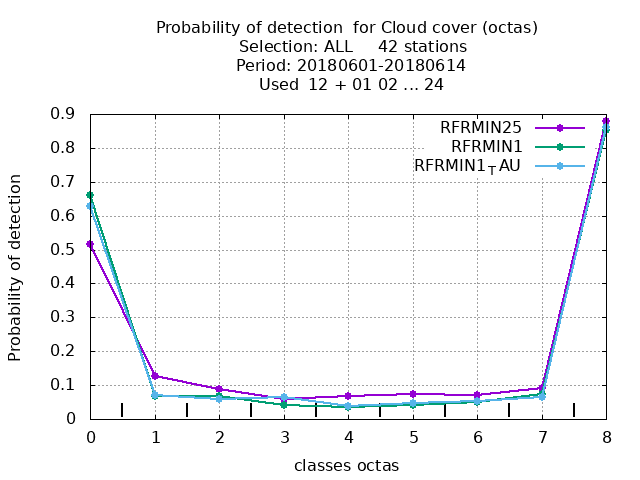 Probability of detection  for Cloud cover (octas)
Selection: ALL     42 stations
Period: 20180601-20180614
Used  12 + 01 02 ... 24
RFRMIN25
RFRMIN1
RFRMIN1TAU
Probability of detection
0.9
0.8
0.7
0.6
0.5
0.4
0.3
0.2
0.1
0
0 1 2 3 4 5 6 7 8
classes octas